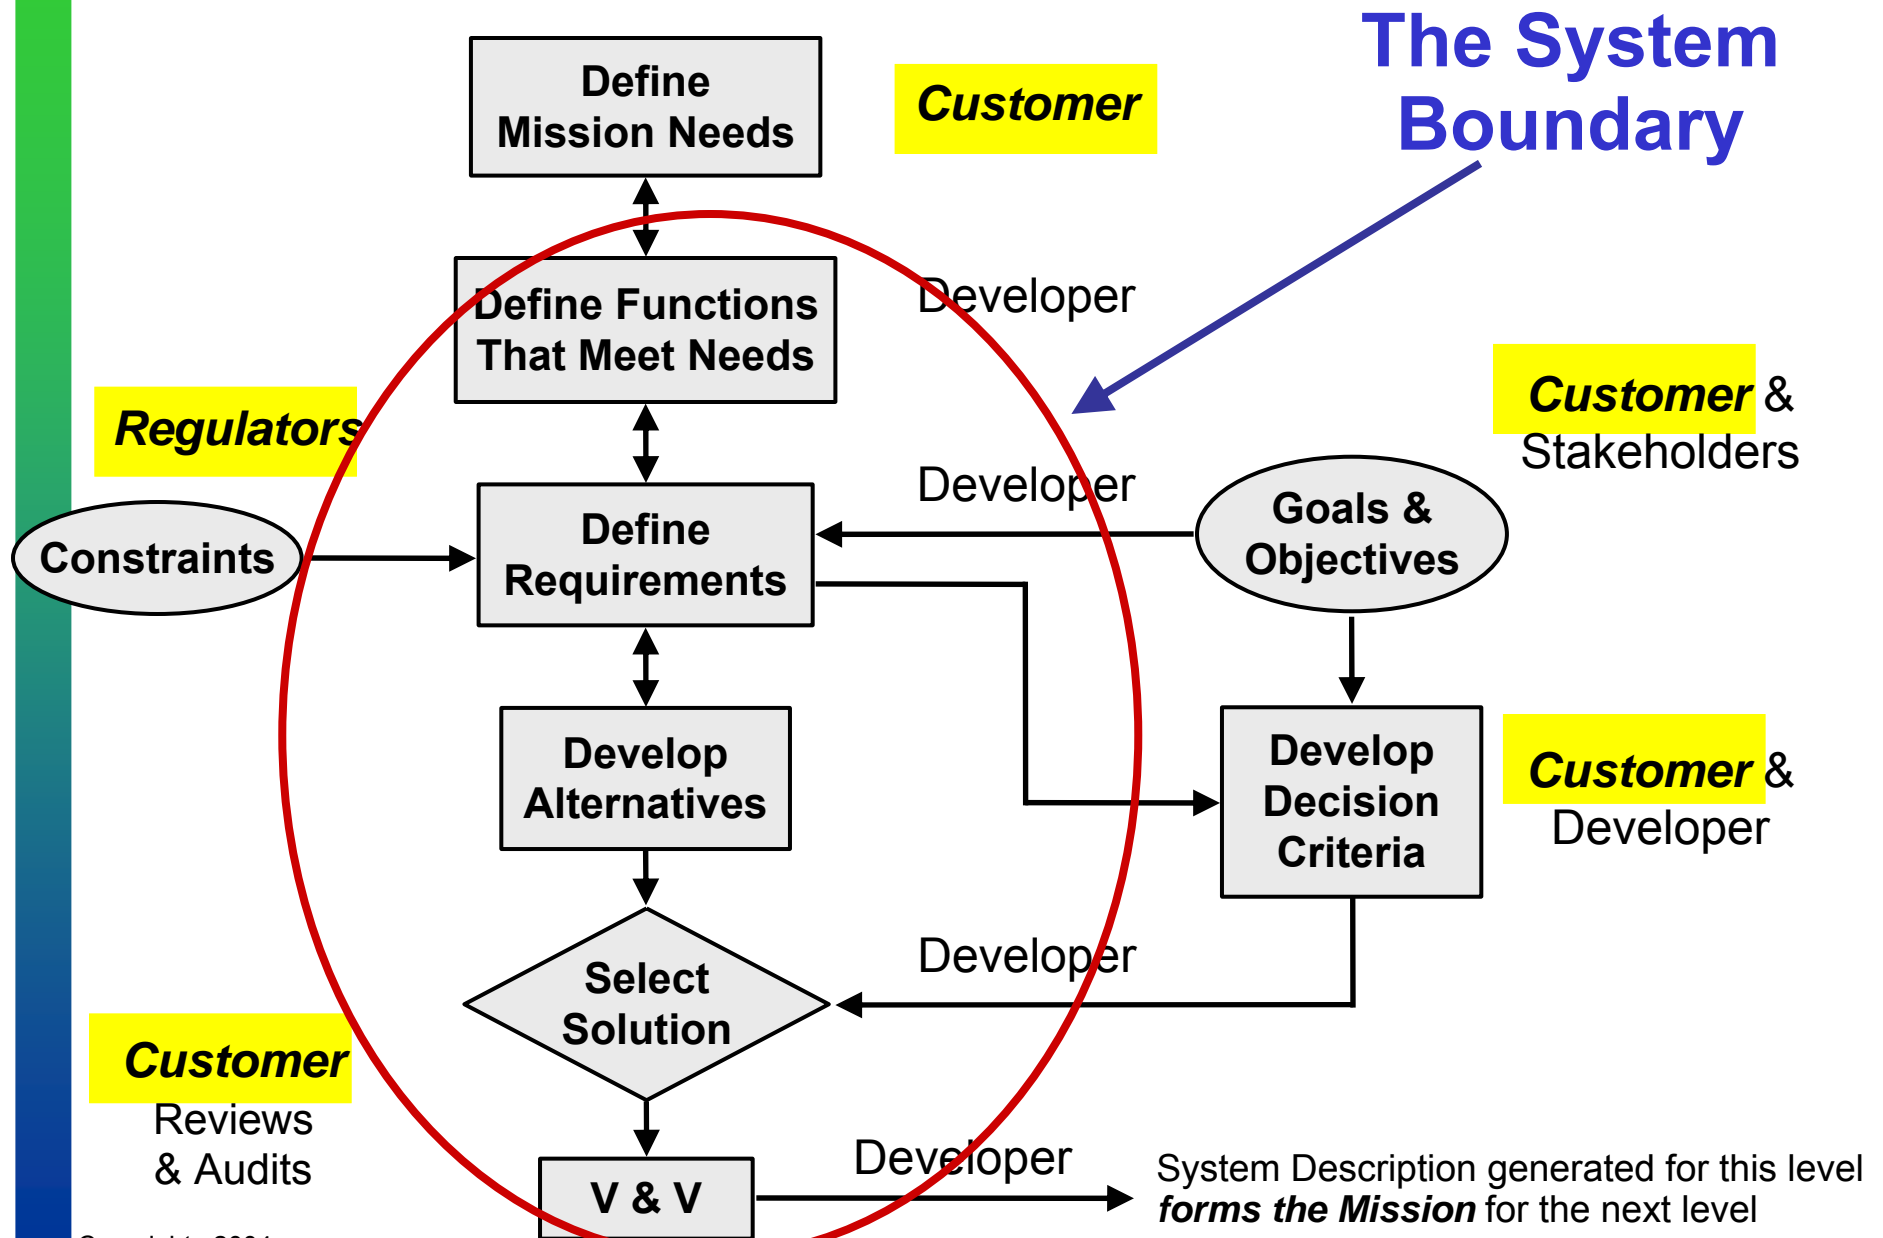 The System
Boundary
Define
Mission Needs
Customer
Define Functions
That Meet Needs
Developer
Regulators
Customer &
Stakeholders
Constraints
Define
Requirements
Developer
Goals &
Objectives
Develop
Alternatives
Develop
Decision
Criteria
Customer &
Developer
Select
Solution
Developer
Customer
Reviews
& Audits
V & V
Developer
System Description generated for this level
forms the Mission for the next level